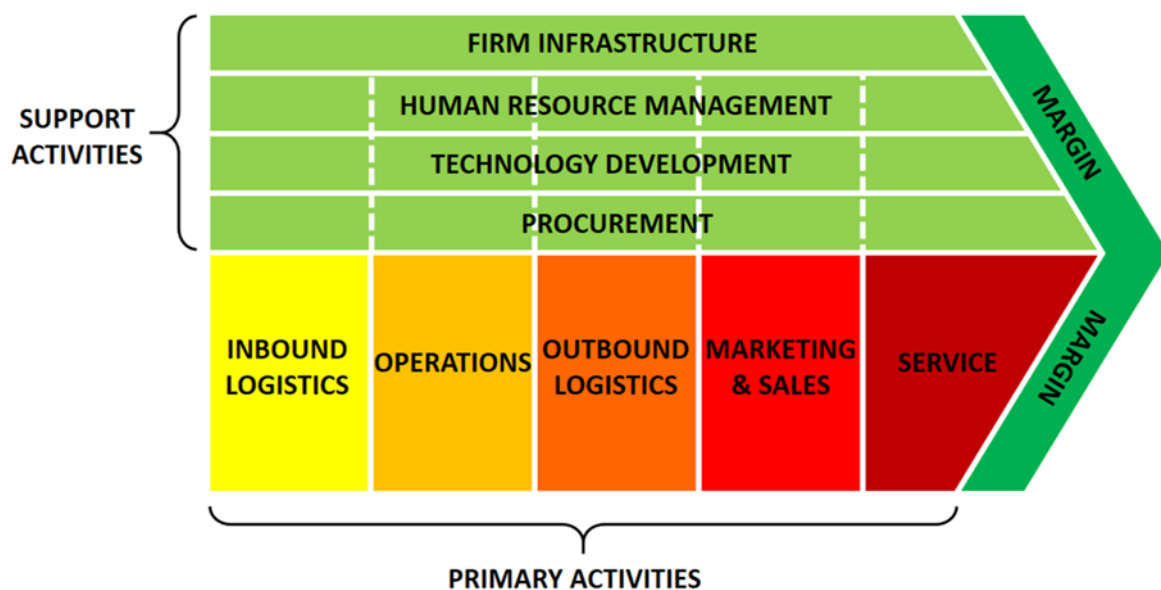 FIRM INFRASTRUCTURE
HUMAN RESOURCE MANAGEMENT
TECHNOLOGY DEVELOPMENT
PROCUREMENT
SUPPORT
ACTIVITIES
MARGIN
MARGIN
INBOUND
LOGISTICS
OPERATIONS
OUTBOUND
LOGISTICS
MARKETING
& SALES
SERVICE
PRIMARY ACTIVITIES